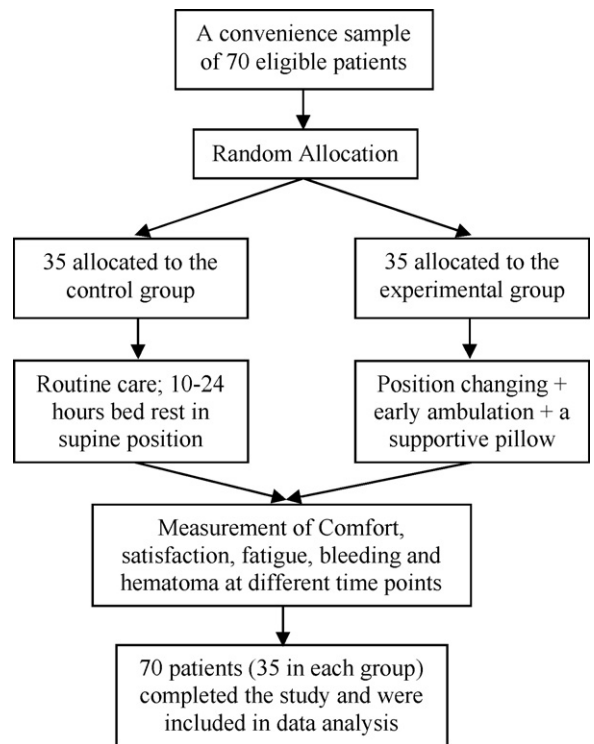 A convenience sample
of 70 eligible patients
Random Allocation
35 allocated to the
control group
35 allocated to the
experimental group
Routine care; 10-24
hours bed rest in
supine position
Position changing +
early ambulation + a
supportive pillow
Measurement of Comfort,
satisfaction, fatigue, bleeding and
hematoma at different time points
70 patients (35 in each group)
completed the study and were
included in data analysis